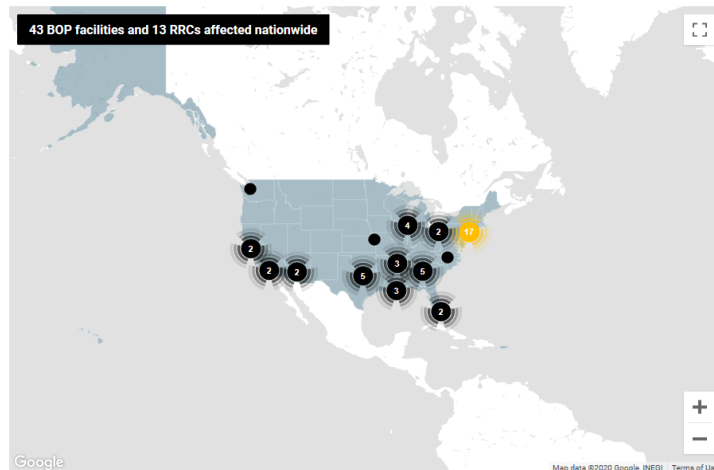 43 BOP facilities and 13 RRCs affected nationwide
4
2
17
2
3
2
2
5
5
3
2
Google
Map data ©2020 Google, INEGI
Terms of Us